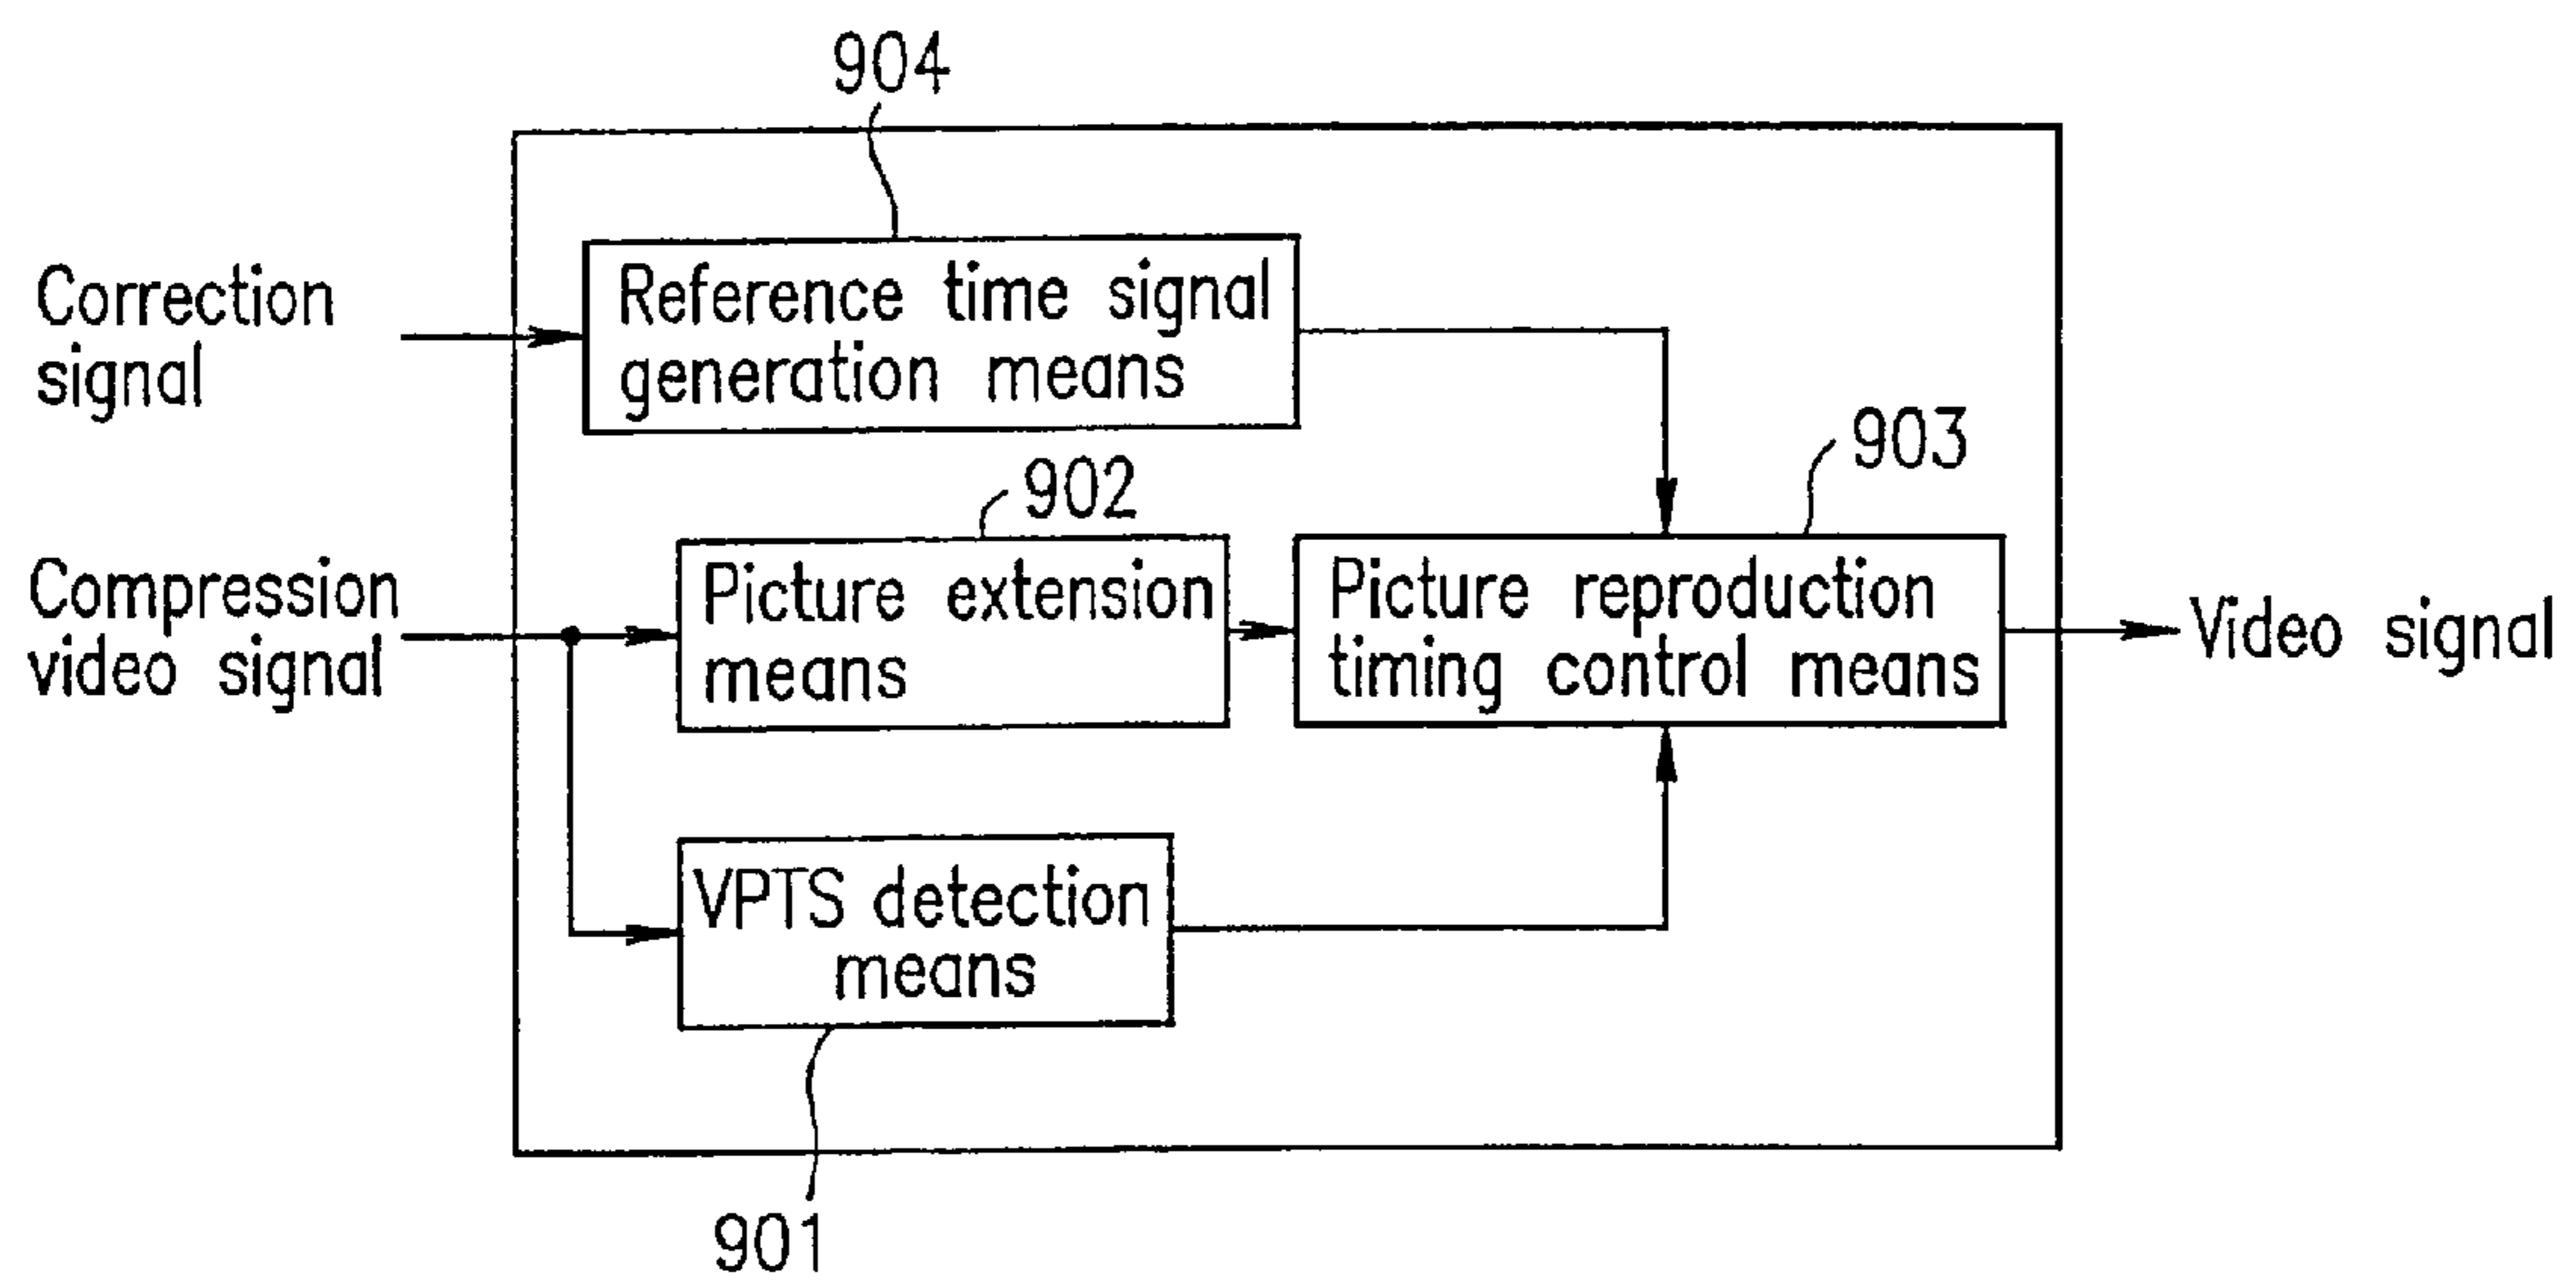 904
Correction
signal
Reference time signal
generation means
903
902
Compression
video signal
Picture extension
means
Picture reproduction
timing control means
Video signal
VPTS detection
means
901